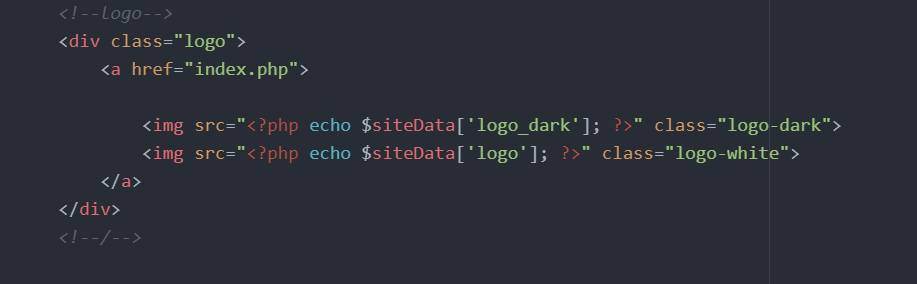 <!--logo-->
<div class="logo">
<a href="index.php">
<img src="<?php echo $siteData['logo_dark']; ?>" class="logo-dark">
<img src="<?php echo $siteData['logo']; ?>" class="logo-white">
</a>
</div>
<!--/-->